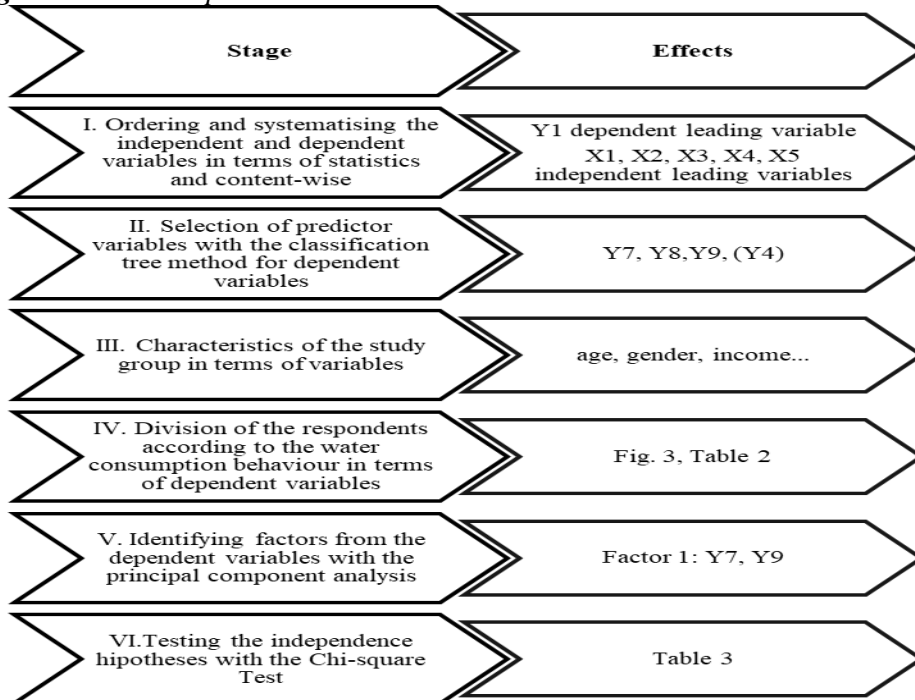 Stage
Effects
I. Ordering and systematising the
independent and dependent
variables in terms of statistics
and content-wise
Y1 dependent leading variable
X1, X2, X3, X4, X5
independent leading variables
II. Selection of predictor
variables with the classification
tree method for dependent
variables
Y7, Y8,Y9, (Y4)
III. Characteristics of the study
group in terms of variables
age, gender, income...
IV. Division of the respondents
according to the water
consumption behaviour in terms
of dependent variables
Fig. 3, Table 2
V. Identifying factors from the
dependent variables with the
principal component analysis
Factor 1: Y7, Y9
VI.Testing the independence
hipotheses with the Chi-square
Test
Table 3